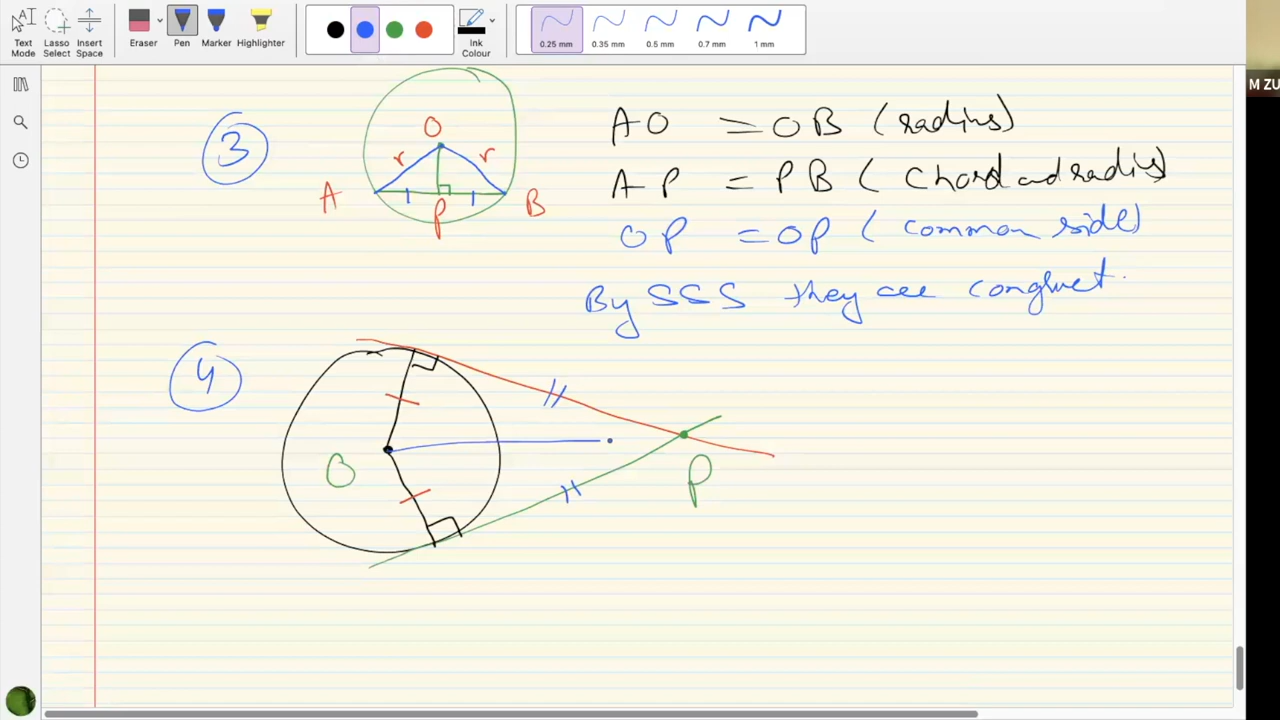 Text Mode
Lasso Select
Insert Space
Eraser
Pen
Marker
Highlighter
Ink Colour
0.25 mm
0.35 mm
0.5 mm
0.7 mm
1 mm
M ZU
3
O
r r
A P B
AO = OB (radius)
AP = PB (Chord and radius)
OP = OP (common side)
By SSS they are
4
O
P